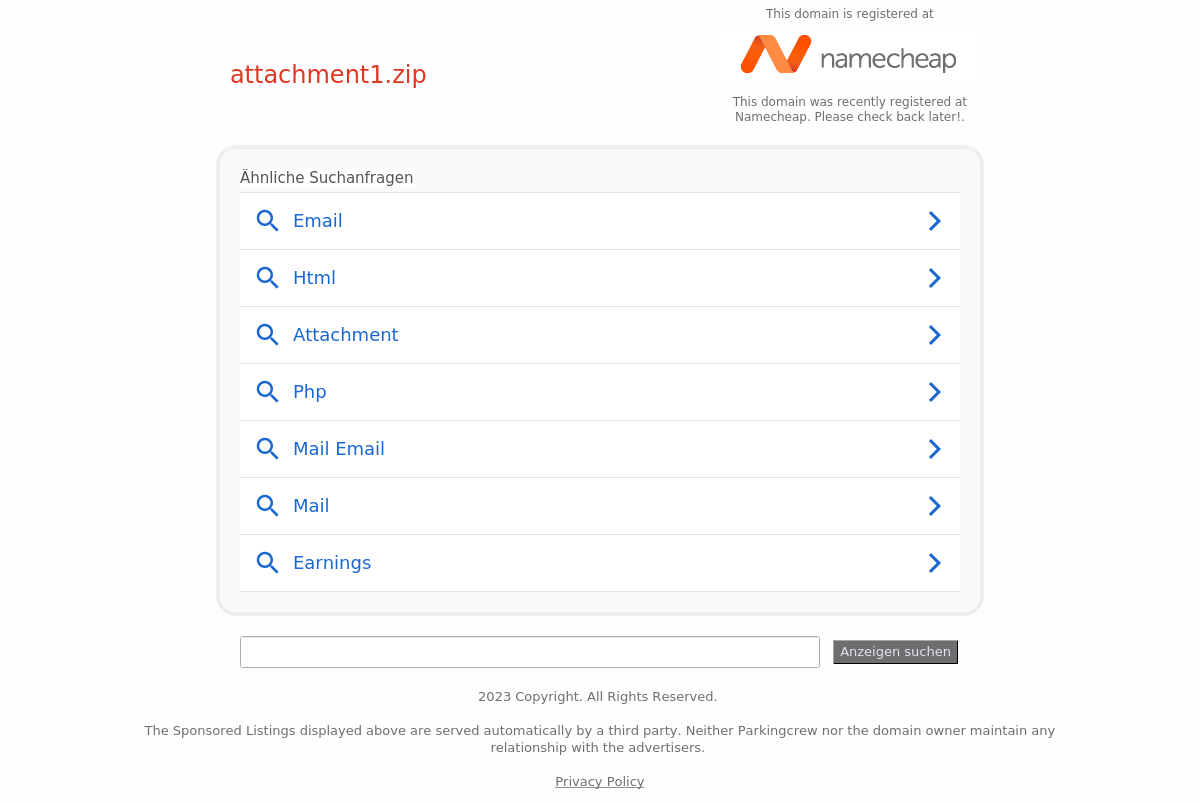 This domain is registered at
namecheap
attachment1.zip
This domain was recently registered at
Namecheap. Please check back later!.
Ähnliche Suchanfragen
Email
Html
Attachment
Php
Mail Email
Mail
Earnings
Anzeigen suchen
2023 Copyright. All Rights Reserved.
The Sponsored Listings displayed above are served automatically by a third party. Neither Parkingcrew nor the domain owner maintain any
relationship with the advertisers.
Privacy Policy